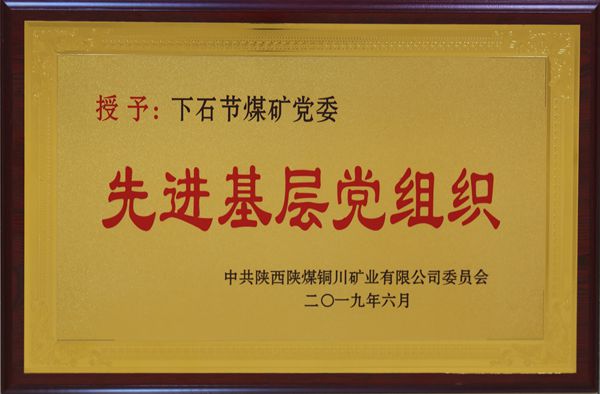 授予：下石节煤矿党委
先进基层党组织
中共陕西陕煤铜川矿业有限公司委员会
二〇一九年六月